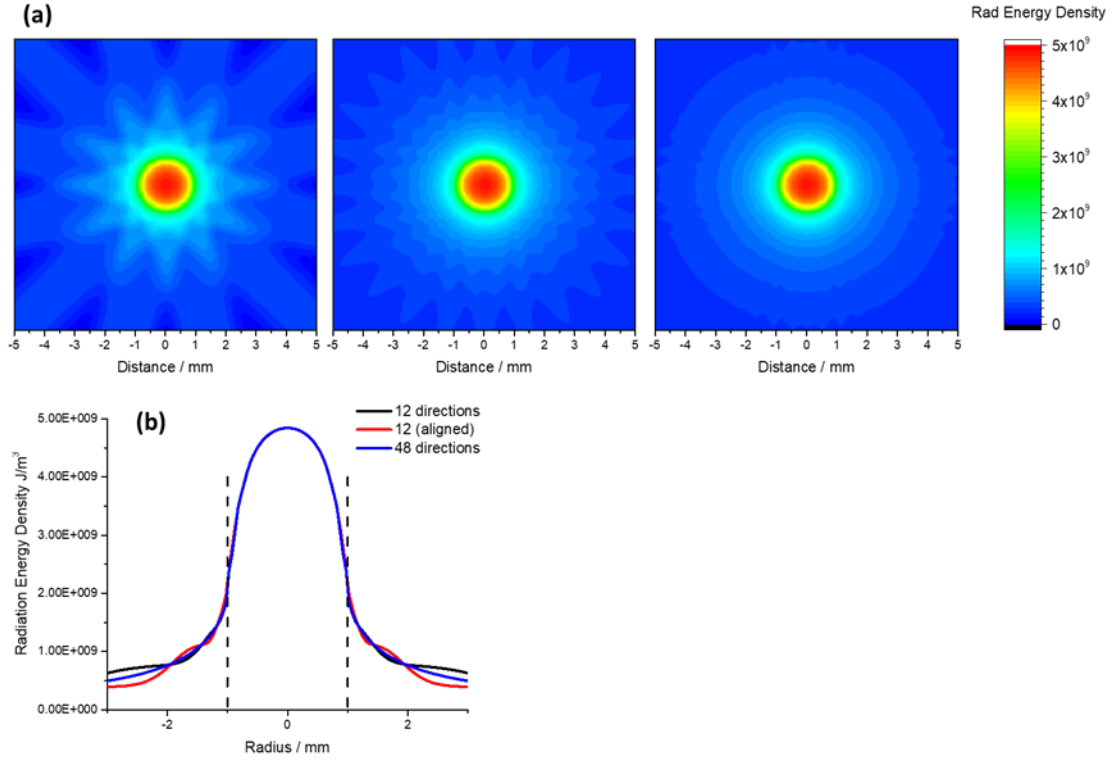 (a)
Rad Energy Density
5x10⁹
4x10⁹
3x10⁹
2x10⁹
1x10⁹
0
-5 -4 -3 -2 -1 0 1 2 3 4 5
Distance / mm
-5 -4 -3 -2 -1 0 1 2 3 4 5
Distance / mm
-5 -4 -3 -2 -1 0 1 2 3 4 5
Distance / mm
(b)
12 directions
12 (aligned)
48 directions
Radiation Energy Density J/m³
5.00E+009
4.00E+009
3.00E+009
2.00E+009
1.00E+009
0.00E+000
-2 0 2
Radius / mm